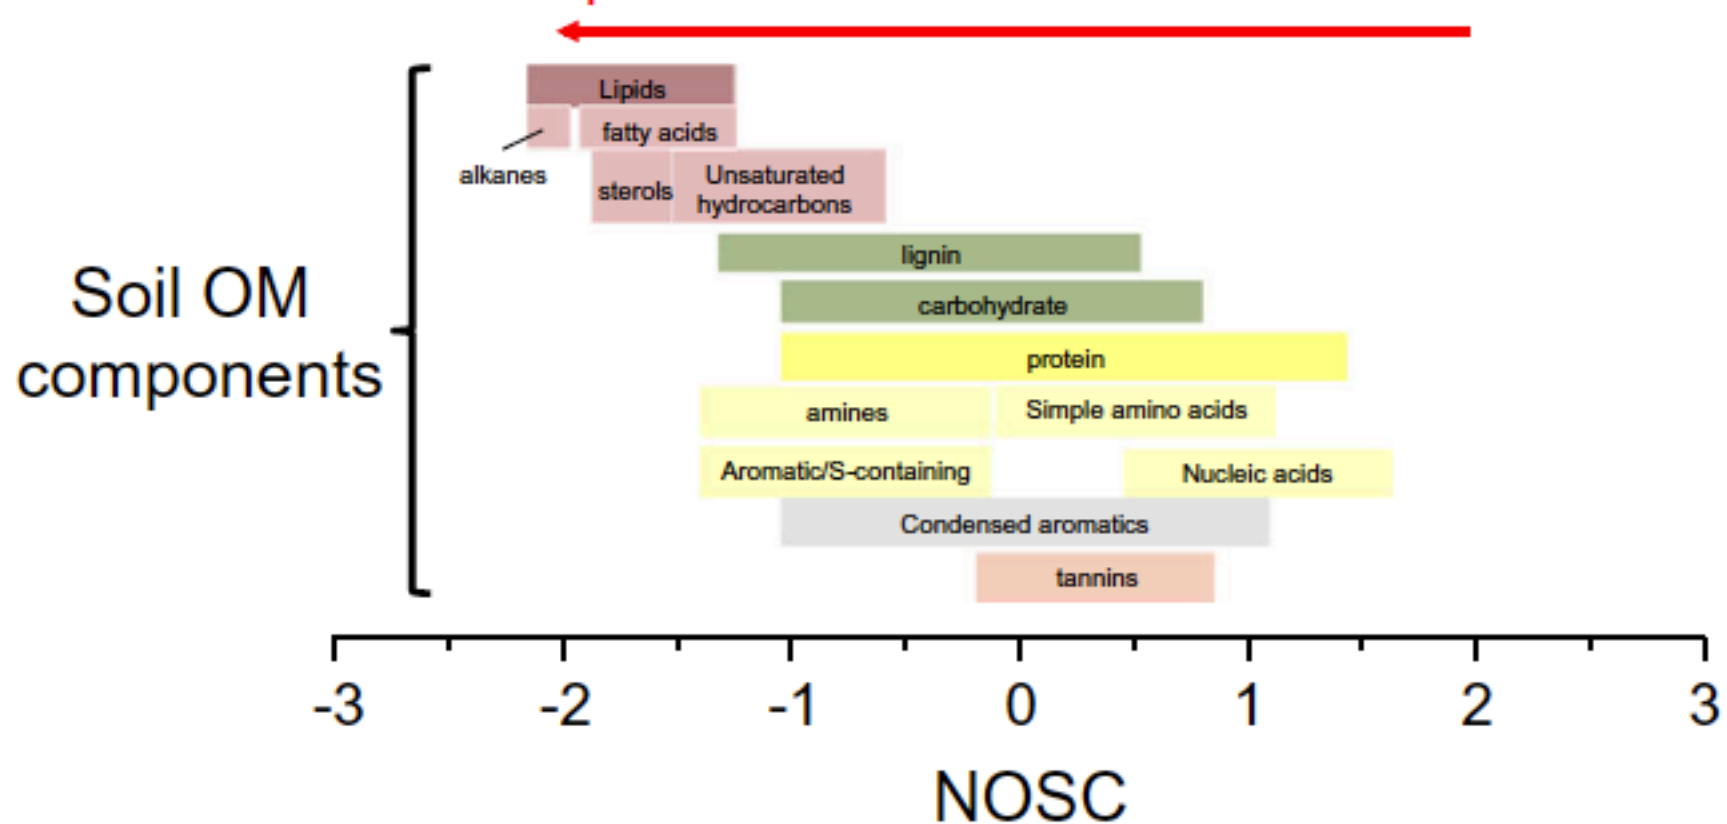 Lipids
fatty acids
alkanes
sterols
Unsaturated
hydrocarbons
lignin
Soil OM
components
carbohydrate
protein
amines
Simple amino acids
Aromatic/S-containing
Nucleic acids
Condensed aromatics
tannins
-3
-2
-1
0
1
2
3
NOSC